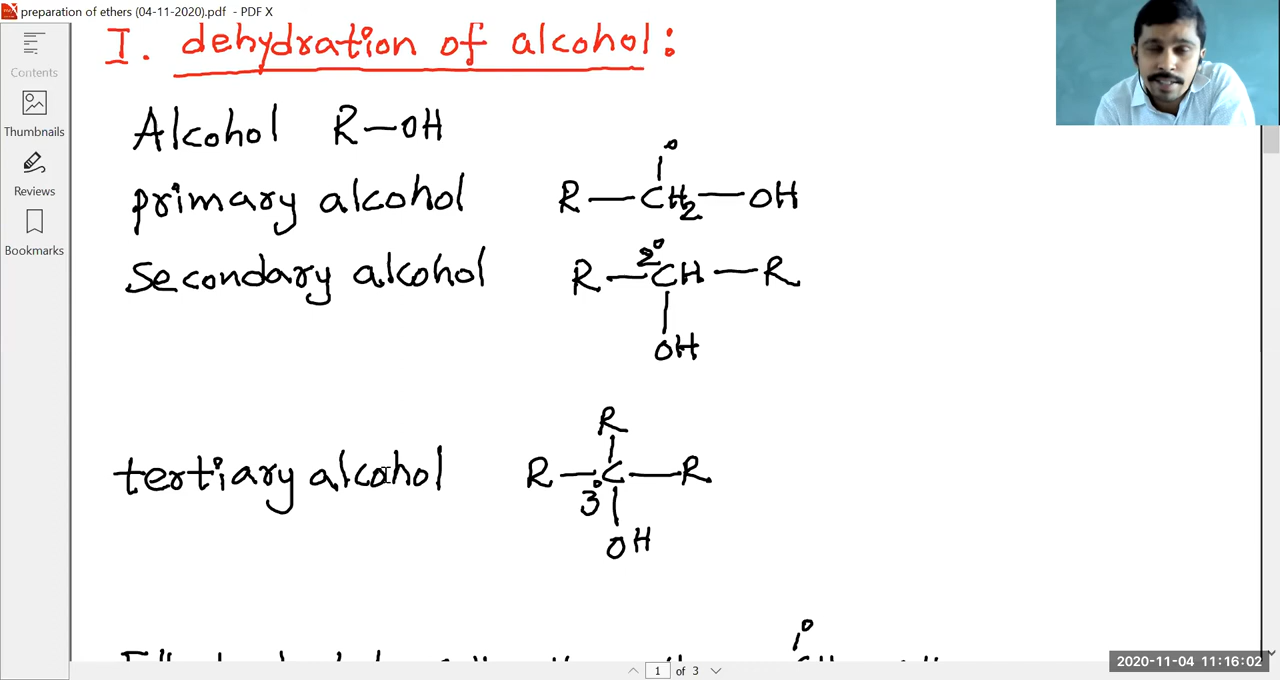 preparation of ethers (04-11-2020).pdf - PDF X
Contents
Thumbnails
Reviews
Bookmarks
I. dehydration of alcohol:
Alcohol R—OH
1°
primary alcohol R—CH2—OH
2°
Secondary alcohol R—CH—R
OH
R
tertiary alcohol R—C—R
3°
OH
1°
1 of 3
2020-11-04 11:16:02